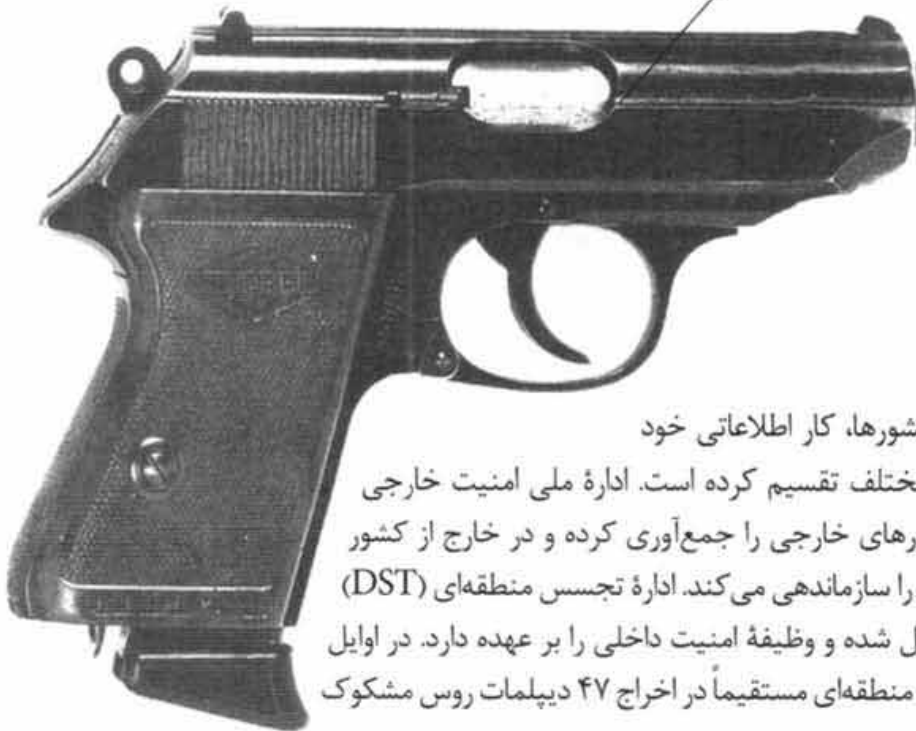 شورها، کار اطلاعاتی خود
ختلف تقسیم کرده است. ادارهٔ ملی امنیت خارجی
رهای خارجی را جمع‌آوری کرده و در خارج از کشور
را سازماندهی می‌کند. ادارهٔ تجسس منطقه‌ای (DST)
ل شده و وظیفهٔ امنیت داخلی را بر عهده دارد. در اوایل
منطقه‌ای مستقیماً در اخراج ۴۷ دیپلمات روس مشکوک